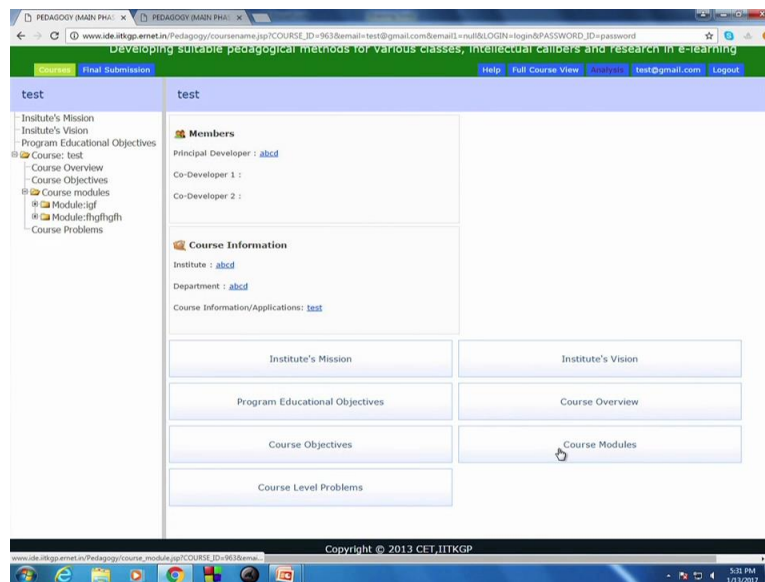 PEDAGOGY (MAIN PHAS
PEDAGOGY (MAIN PHAS
www.ide.iitkgp.ernet.in/Pedagogy/coursename.jsp?COURSE_ID=963&email=test@gmail.com&email1=null&LOGIN=login&PASSWORD_ID=password
Developing suitable pedagogical methods for various classes, intellectual calibers and research in e-learning
Courses Final Submission Help Full Course View Analysis test@gmail.com Logout
test
test
Insitute's Mission
Insitute's Vision
Program Educational Objectives
Course: test
Course Overview
Course Objectives
Course modules
Module:igf
Module:fhgfhgfh
Course Problems
Members
Principal Developer : abcd
Co-Developer 1 :
Co-Developer 2 :
Course Information
Institute : abcd
Department : abcd
Course Information/Applications: test
Institute's Mission
Institute's Vision
Program Educational Objectives
Course Overview
Course Objectives
Course Modules
Course Level Problems
Copyright © 2013 CET,IITKGP
www.ide.iitkgp.ernet.in/Pedagogy/course_module.jsp?COURSE_ID=963&emai...
5:31 PM
1/13/2017